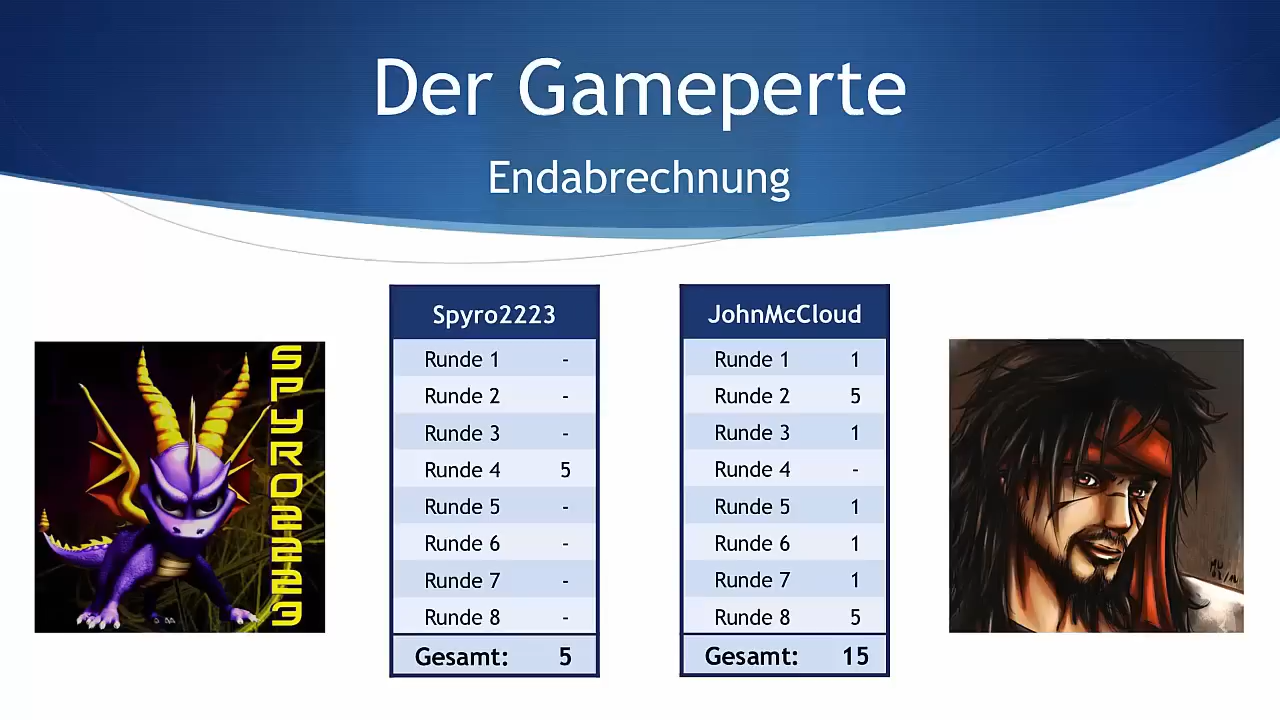 Der Gameperte
Endabrechnung
Spyro2223
Runde 1 -
Runde 2 -
Runde 3 -
Runde 4 5
Runde 5 -
Runde 6 -
Runde 7 -
Runde 8 -
Gesamt: 5
JohnMcCloud
Runde 1 1
Runde 2 5
Runde 3 1
Runde 4 -
Runde 5 1
Runde 6 1
Runde 7 1
Runde 8 5
Gesamt: 15
SPYRO2223